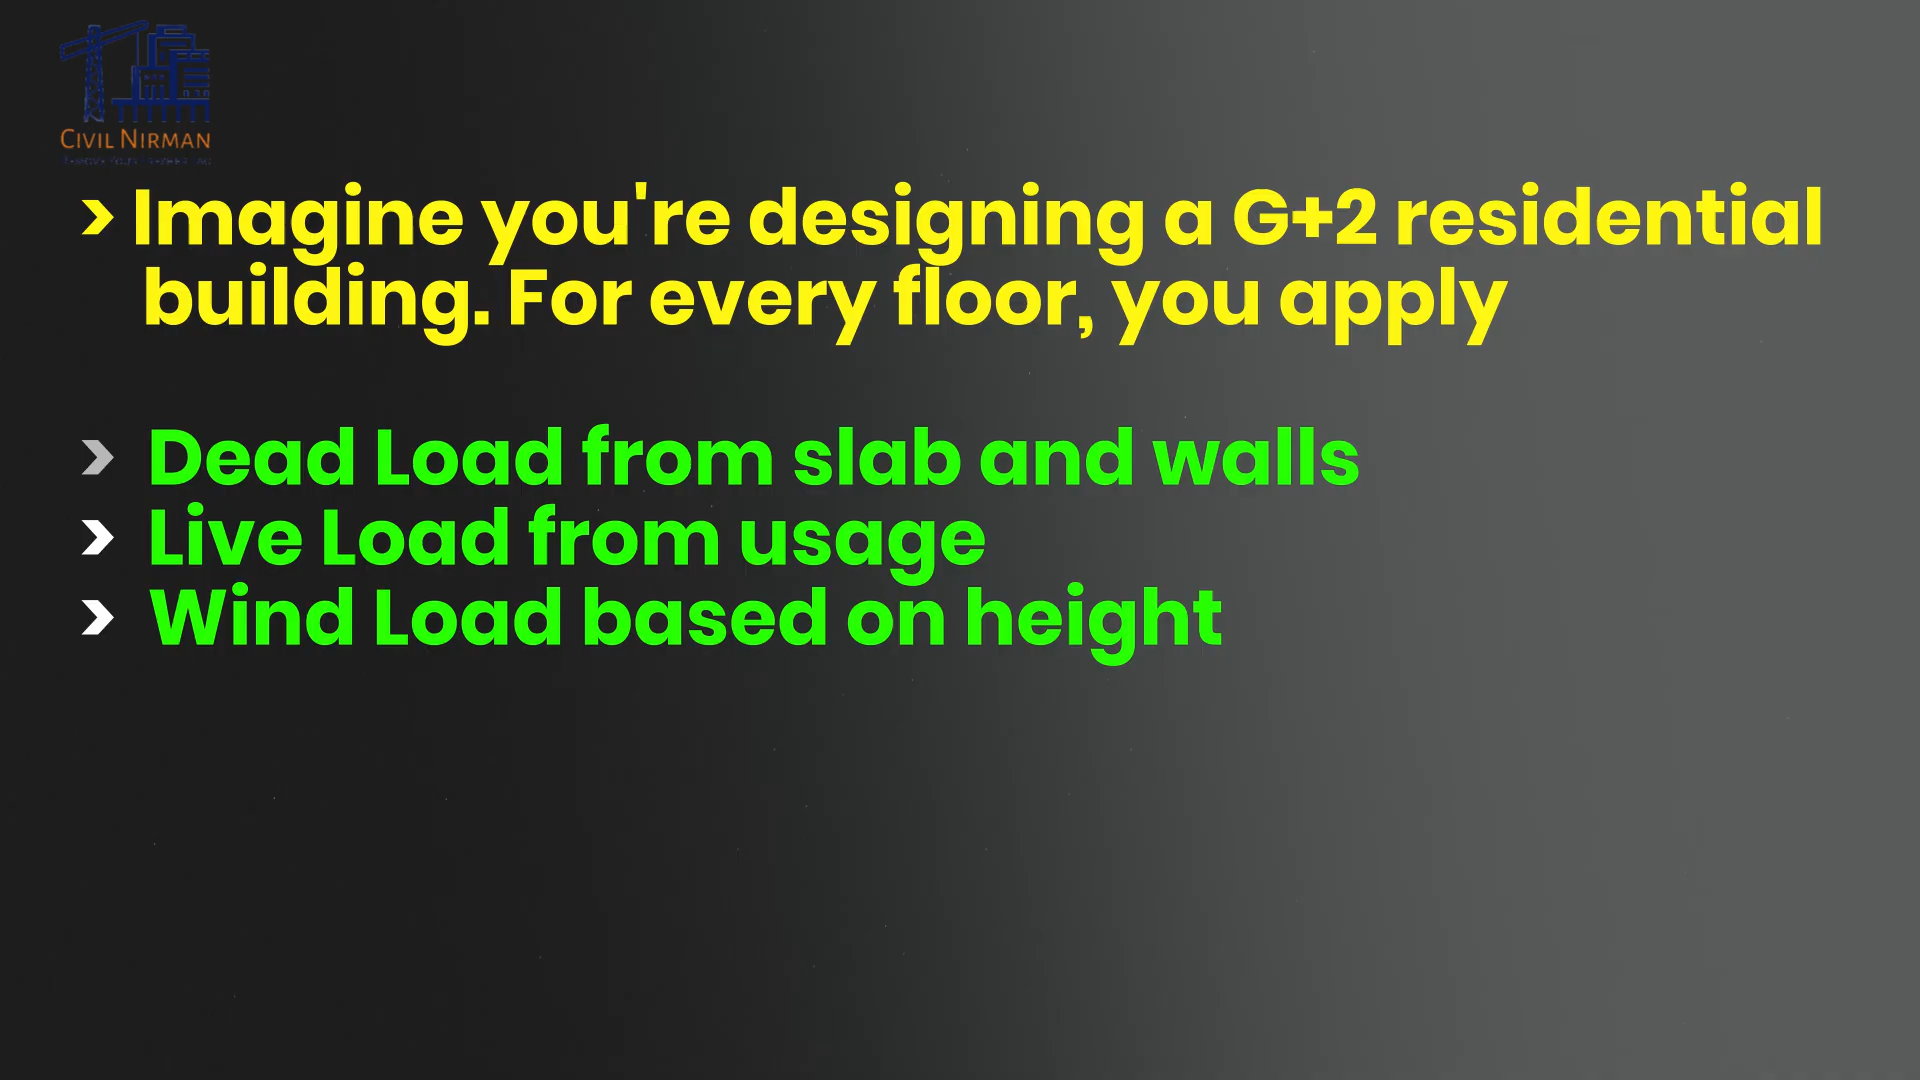 CIVIL NIRMAN
> Imagine you're designing a G+2 residential
building. For every floor, you apply
> Dead Load from slab and walls
> Live Load from usage
> Wind Load based on height